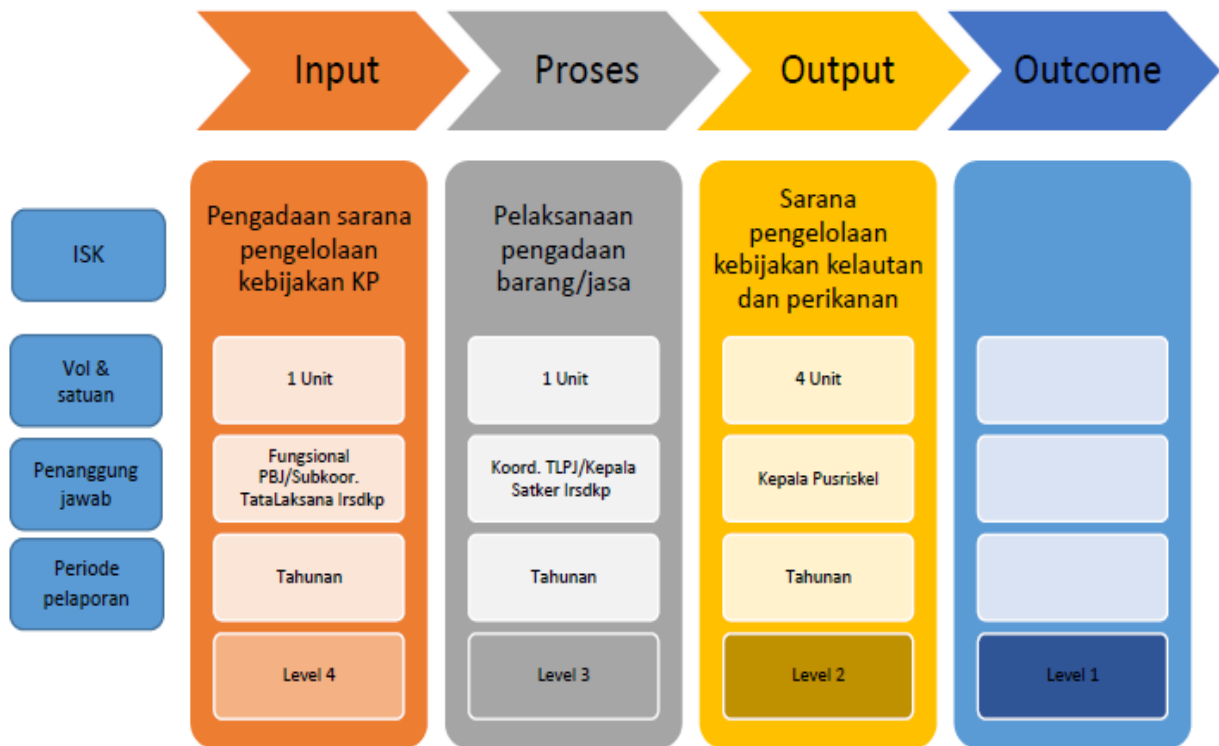 Input
Proses
Output
Outcome
ISK
Pengadaan sarana
pengelolaan
kebijakan KP
Pelaksanaan
pengadaan
barang/jasa
Sarana
pengelolaan
kebijakan kelautan
dan perikanan
Vol &
satuan
1 Unit
1 Unit
4 Unit
Penanggung
jawab
Fungsional
PBJ/Subkoor.
TataLaksana lrsdkp
Koord. TLPJ/Kepala
Satker lrsdkp
Kepala Pusriskel
Periode
pelaporan
Tahunan
Tahunan
Tahunan
Level 4
Level 3
Level 2
Level 1